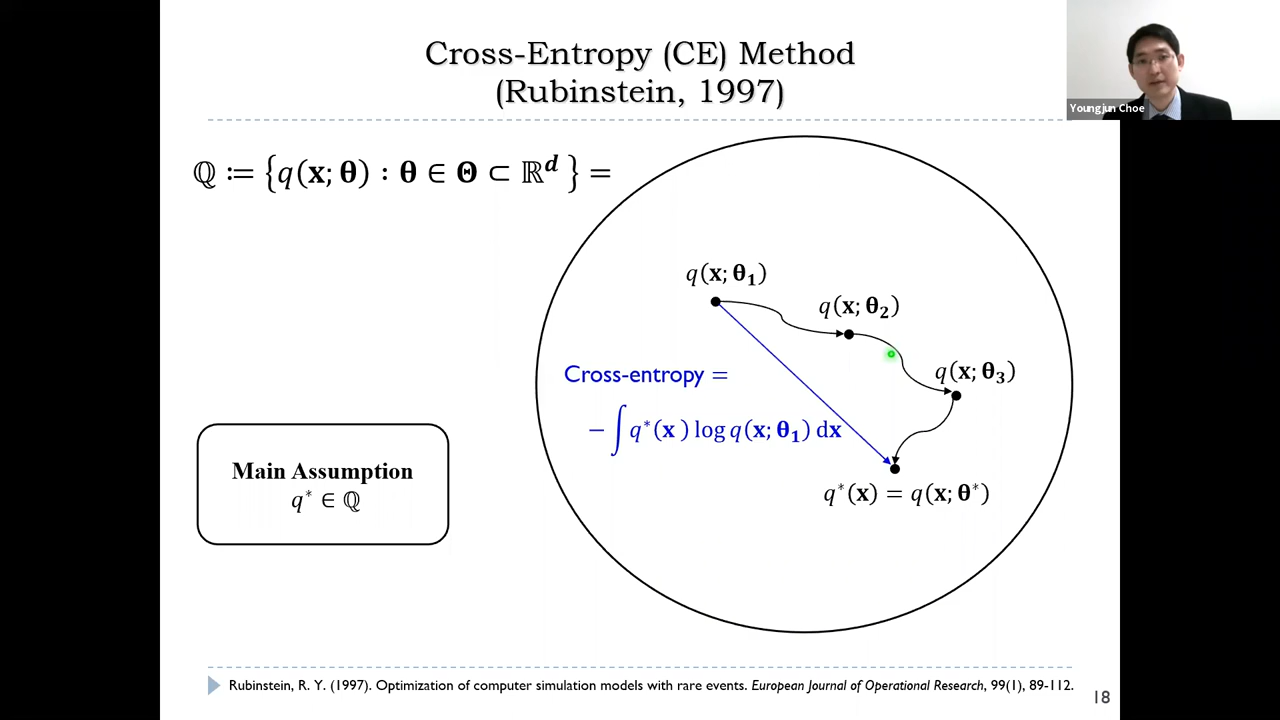 Cross-Entropy (CE) Method
(Rubinstein, 1997)
Youngjun Choe
ℚ ≔ {q(𝐱; 𝛉) : 𝛉 ∈ 𝚯 ⊂ ℝᵈ } =
q(𝐱; 𝛉₁)
q(𝐱; 𝛉₂)
q(𝐱; 𝛉₃)
Cross-entropy =
− ∫ q*(𝐱 ) log q(𝐱; 𝛉₁) d𝐱
q*(𝐱) = q(𝐱; 𝛉*)
Main Assumption
q* ∈ ℚ
Rubinstein, R. Y. (1997). Optimization of computer simulation models with rare events. European Journal of Operational Research, 99(1), 89-112.
18